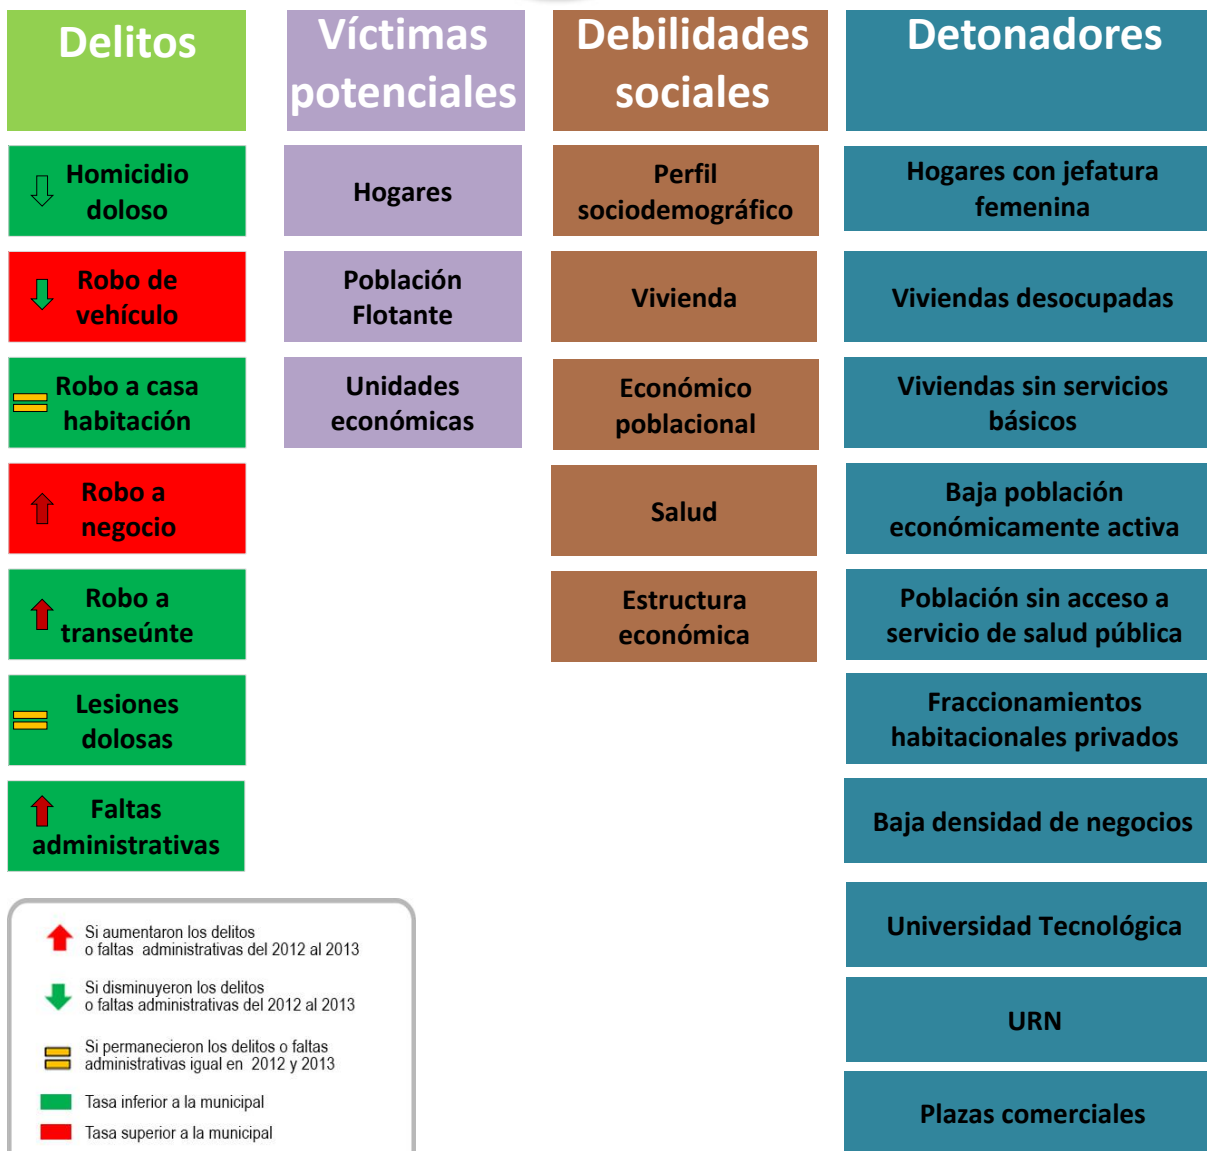 Delitos
Víctimas
potenciales
Debilidades
sociales
Detonadores
Homicidio
doloso
Robo de
vehículo
Robo a casa
habitación
Robo a
negocio
Robo a
transeúnte
Lesiones
dolosas
Faltas
administrativas
Hogares
Población
Flotante
Unidades
económicas
Perfil
sociodemográfico
Vivienda
Económico
poblacional
Salud
Estructura
económica
Hogares con jefatura
femenina
Viviendas desocupadas
Viviendas sin servicios
básicos
Baja población
económicamente activa
Población sin acceso a
servicio de salud pública
Fraccionamientos
habitacionales privados
Baja densidad de negocios
Universidad Tecnológica
URN
Plazas comerciales
Si aumentaron los delitos
o faltas administrativas del 2012 al 2013
Si disminuyeron los delitos
o faltas administrativas del 2012 al 2013
Si permanecieron los delitos o faltas
administrativas igual en 2012 y 2013
Tasa inferior a la municipal
Tasa superior a la municipal